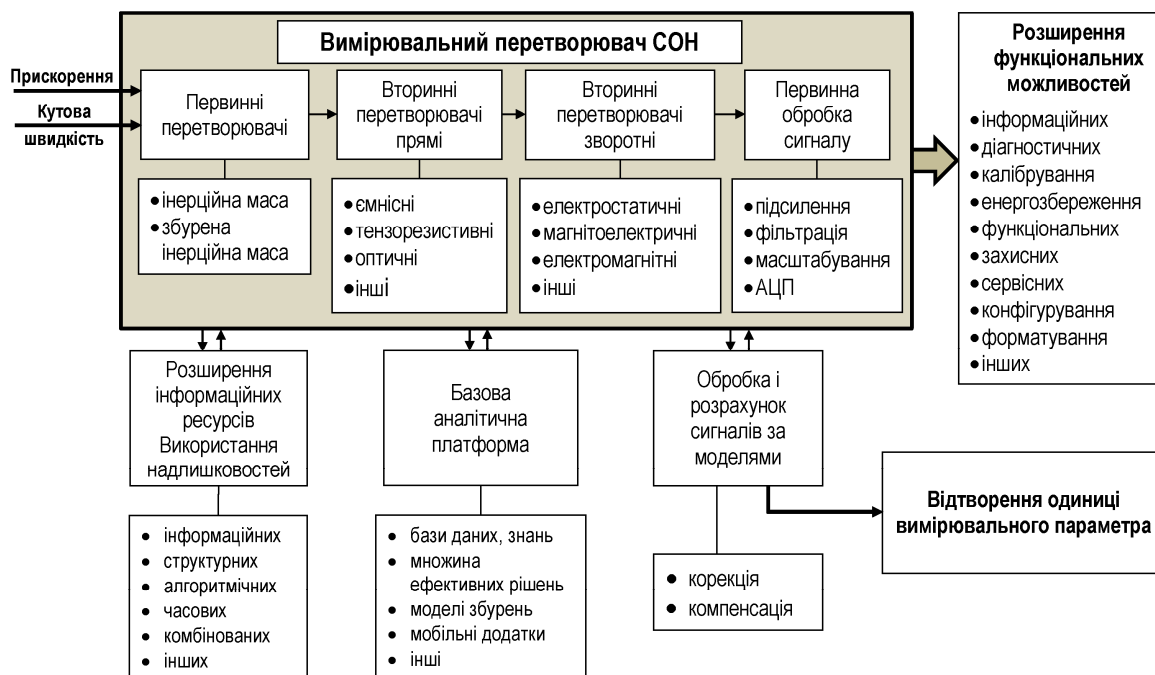 Вимірювальний перетворювач СОН
Прискорення
Кутова
швидкість
Первинні
перетворювачі
Вторинні
перетворювачі
прямі
Вторинні
перетворювачі
зворотні
Первинна
обробка
сигналу
● інерційна маса
● збурена
інерційна маса
● ємнісні
● тензорезистивні
● оптичні
● інші
● електростатичні
● магнітоелектричні
● електромагнітні
● інші
● підсилення
● фільтрація
● масштабування
● АЦП
Розширення
функціональних
можливостей
● інформаційних
● діагностичних
● калібрування
● енергозбереження
● функціональних
● захисних
● сервісних
● конфігурування
● форматування
● інших
Розширення
інформаційних
ресурсів
Використання
надлишковостей
Базова
аналітична
платформа
Обробка і
розрахунок
сигналів за
моделями
Відтворення одиниці
вимірювального параметра
● інформаційних
● структурних
● алгоритмічних
● часових
● комбінованих
● інших
● бази даних, знань
● множина
ефективних рішень
● моделі збурень
● мобільні додатки
● інші
● корекція
● компенсація